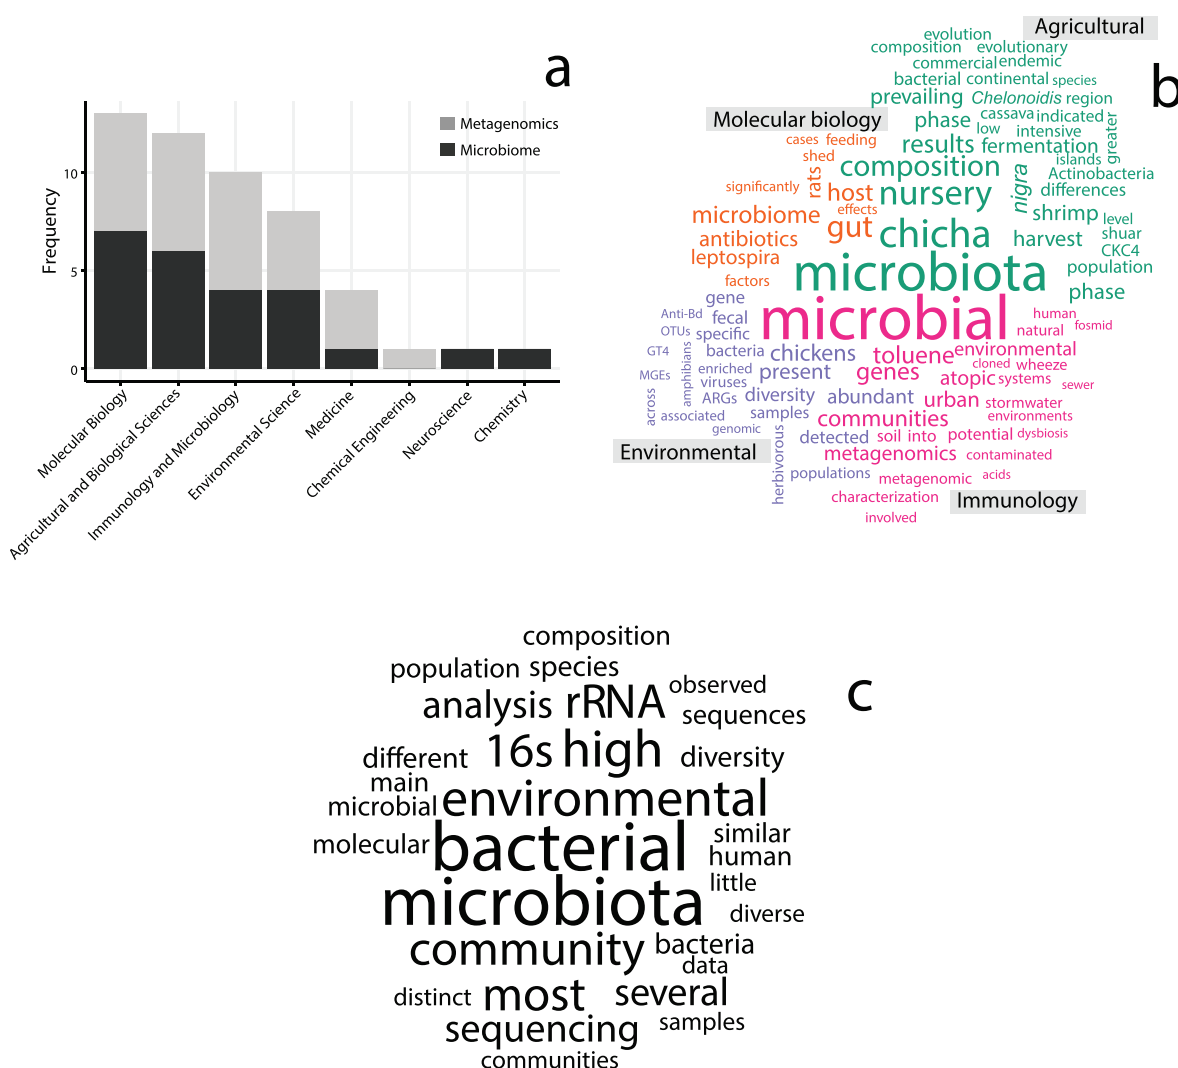 a
Metagenomics
Microbiome
Frequency
10
5
0
Molecular Biology
Agricultural and Biological Sciences
Immunology and Microbiology
Environmental Science
Medicine
Chemical Engineering
Neuroscience
Chemistry
b
Agricultural
evolution
composition evolutionary
commercial endemic
bacterial continental species
prevailing Chelonoidis region
phase cassava indicated
low intensive greater
results fermentation
islands
composition Actinobacteria
nursery nigra differences
shrimp level
chicha harvest shuar
CKC4
microbiota population
phase
Molecular biology
cases feeding
shed
rats
significantly host
effects
microbiome gut
antibiotics
leptospira
factors
gene
Anti-Bd fecal
OTUs specific
GT4 amphibians bacteria chickens
MGEs enriched present
viruses
across ARGs diversity abundant
associated samples
genomic
detected
herbivorous populations
Environmental
microbial human
natural fosmid
toluene environmental
cloned wheeze
genes atopic systems sewer
urban stormwater
communities environments
soil into potential dysbiosis
metagenomics contaminated
metagenomic acids
characterization
involved
Immunology
c
composition
population species
analysis rRNA observed
sequences
different 16s high diversity
main
microbial environmental
molecular bacterial similar
human
little
microbiota diverse
community bacteria
data
distinct most several
sequencing samples
communities